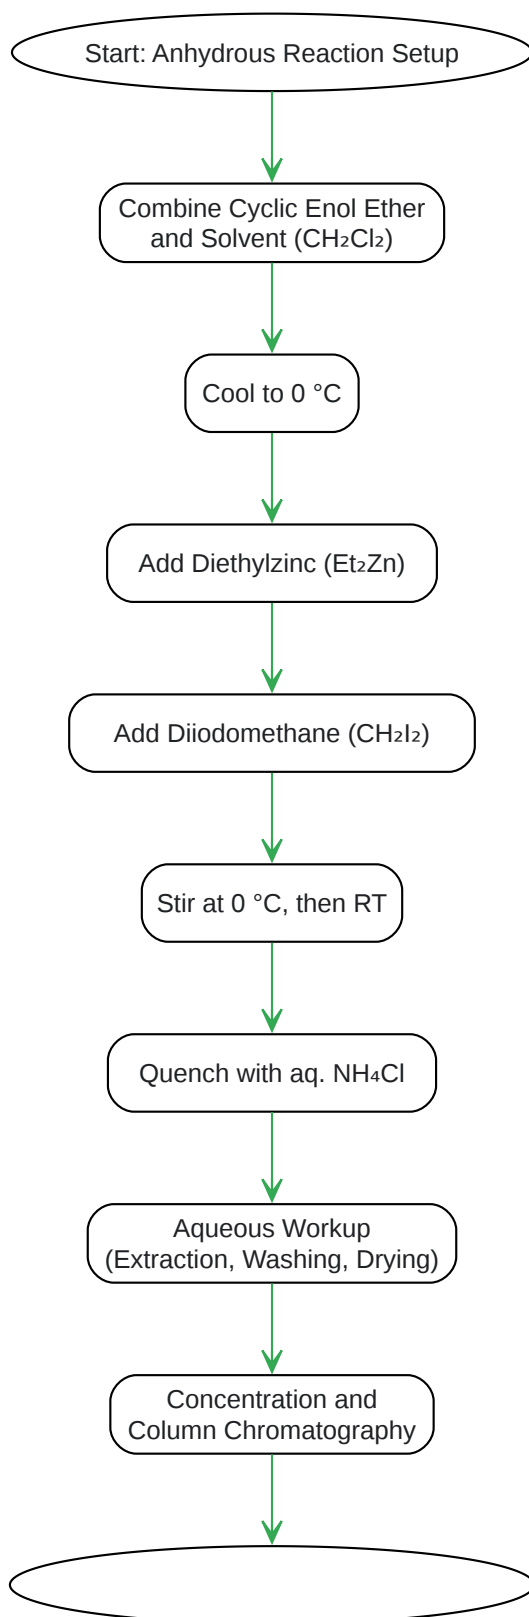 Start: Anhydrous Reaction Setup
Combine Cyclic Enol Ether
and Solvent (CH₂Cl₂)
Cool to 0 °C
Add Diethylzinc (Et₂Zn)
Add Diiodomethane (CH₂I₂)
Stir at 0 °C, then RT
Quench with aq. NH₄Cl
Aqueous Workup
(Extraction, Washing, Drying)
Concentration and
Column Chromatography